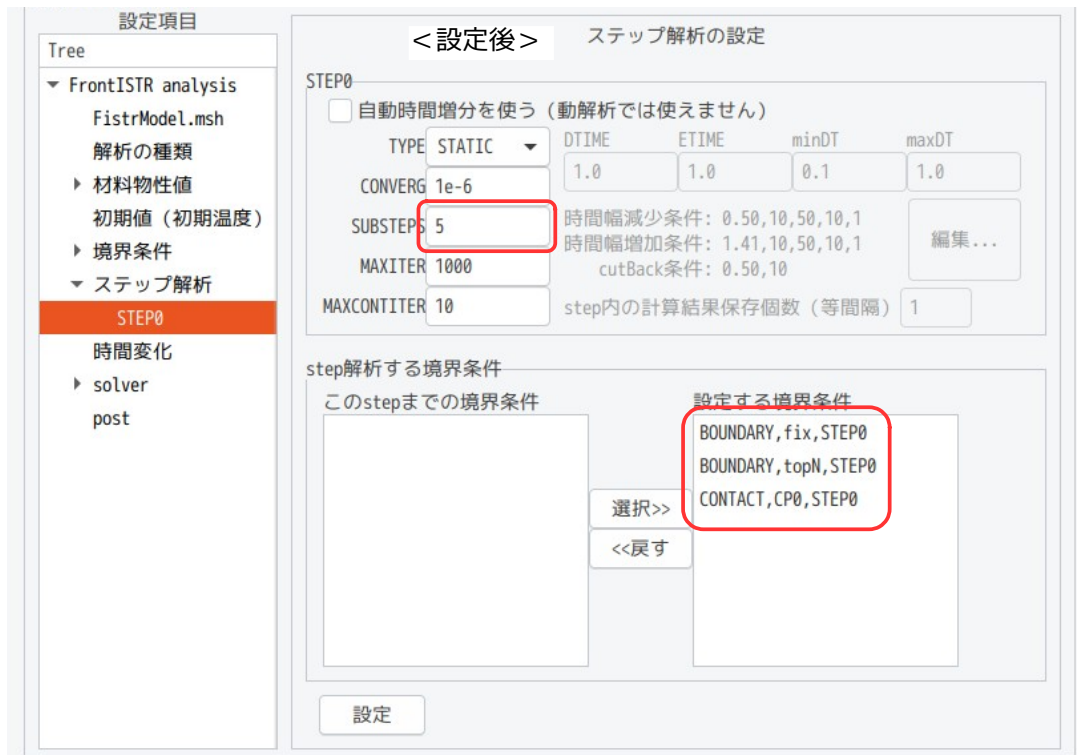 設定項目
Tree
FrontISTR analysis
FistrModel.msh
解析の種類
材料物性値
初期値（初期温度）
境界条件
ステップ解析
STEP0
時間変化
solver
post
＜設定後＞
ステップ解析の設定
STEP0
自動時間増分を使う（動解析では使えません）
TYPE STATIC
DTIME ETIME minDT maxDT
1.0 1.0 0.1 1.0
CONVERG 1e-6
SUBSTEPS 5
時間幅減少条件: 0.50,10,50,10,1
時間幅増加条件: 1.41,10,50,10,1
cutBack条件: 0.50,10
編集...
MAXITER 1000
MAXCONTITER 10
step内の計算結果保存個数（等間隔） 1
step解析する境界条件
このstepまでの境界条件
設定する境界条件
BOUNDARY,fix,STEP0
BOUNDARY,topN,STEP0
CONTACT,CP0,STEP0
選択>>
<<戻す
設定